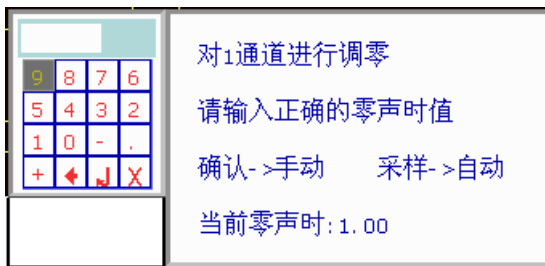 9 8 7 6
5 4 3 2
1 0 - .
+ X
对1通道进行调零
请输入正确的零声时值
确认->手动 采样->自动
当前零声时:1.00